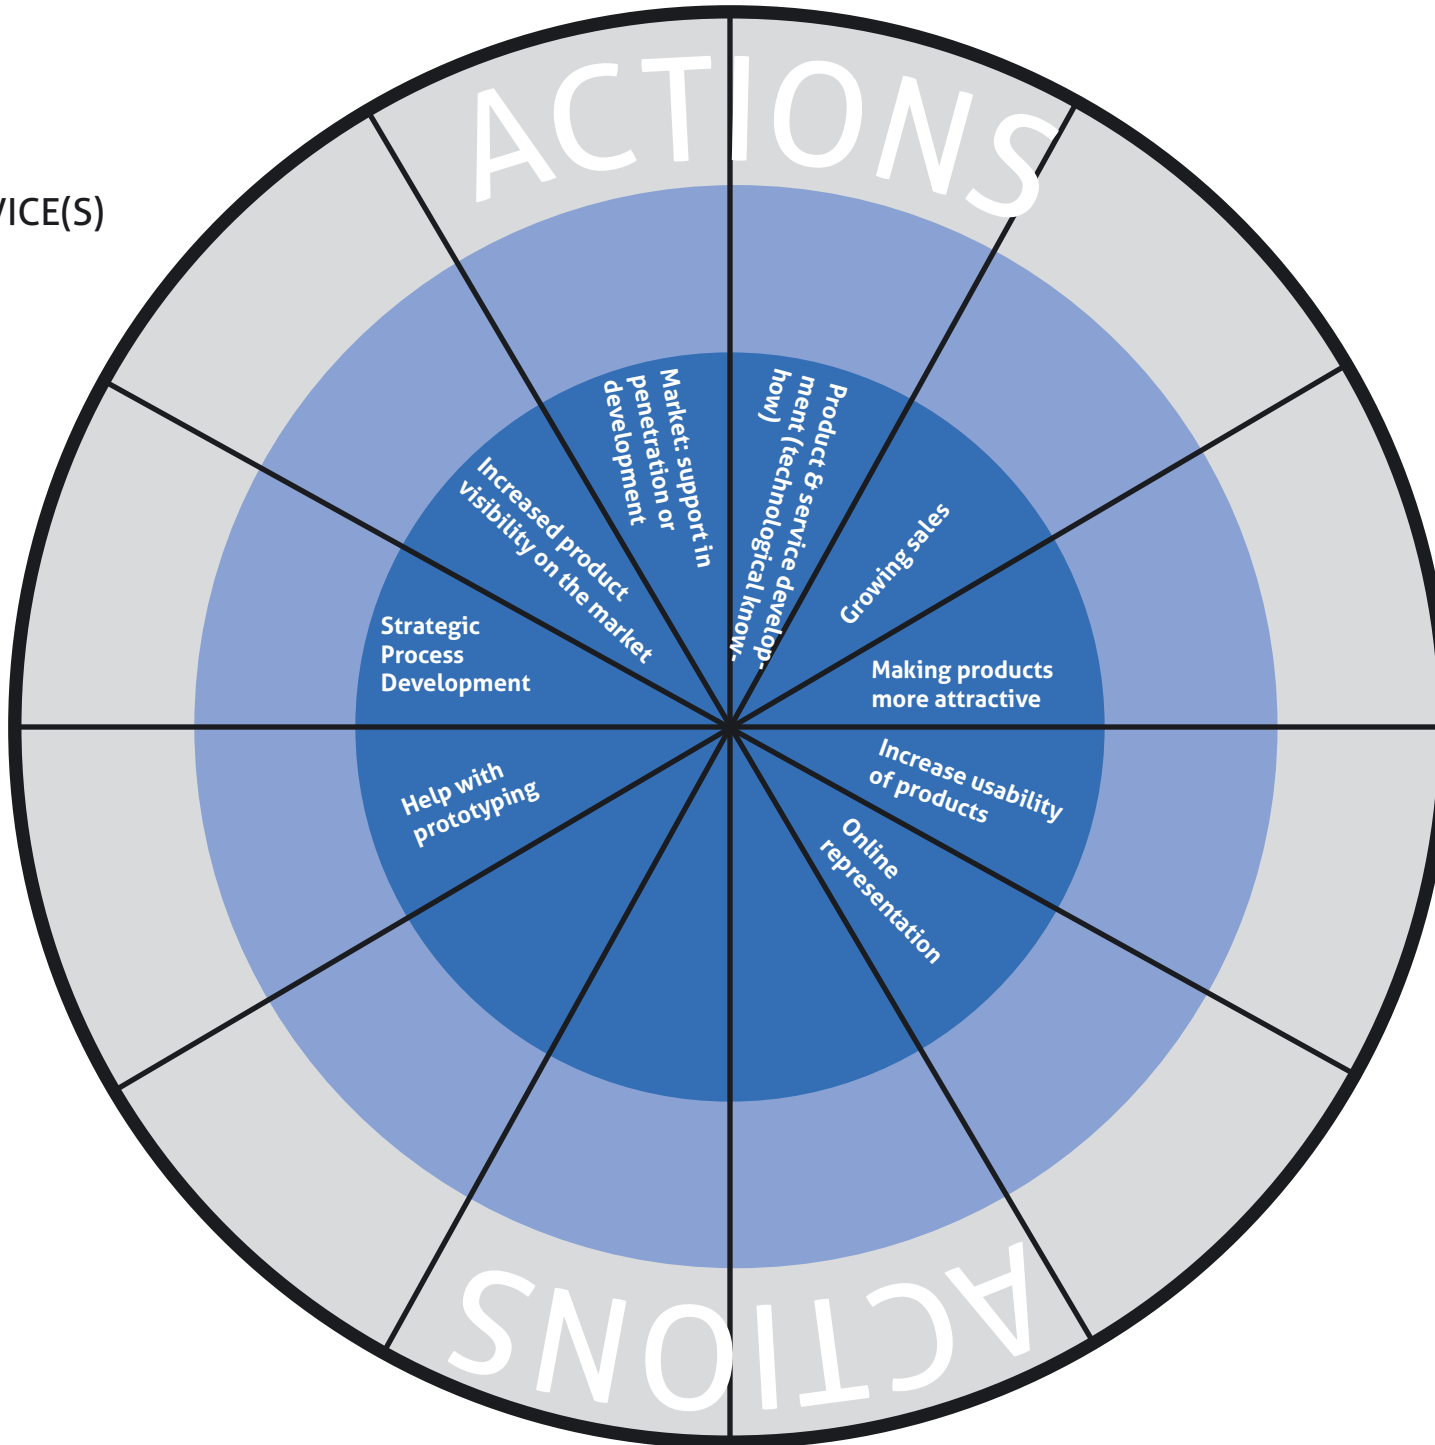 VICE(S)
ACTIONS
Market: support in
penetration or
development
Product & service develop-
ment (technological know-
how)
Growing sales
Making products
more attractive
Increase usability
of products
Online
representation
Help with
prototyping
Strategic
Process
Development
Increased product
visibility on the market
ACTIONS